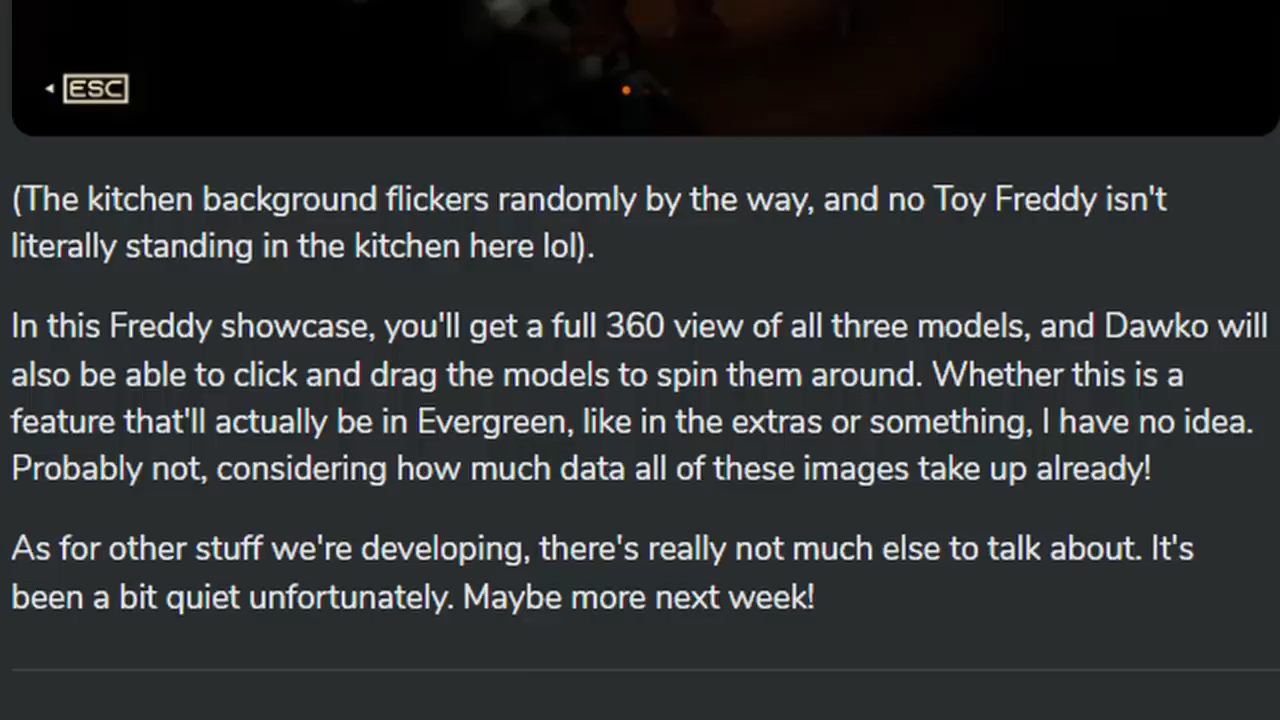 ESC
(The kitchen background flickers randomly by the way, and no Toy Freddy isn't
literally standing in the kitchen here lol).
In this Freddy showcase, you'll get a full 360 view of all three models, and Dawko will
also be able to click and drag the models to spin them around. Whether this is a
feature that'll actually be in Evergreen, like in the extras or something, I have no idea.
Probably not, considering how much data all of these images take up already!
As for other stuff we're developing, there's really not much else to talk about. It's
been a bit quiet unfortunately. Maybe more next week!